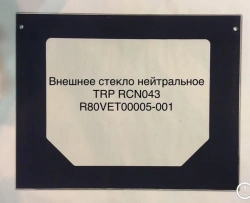 Внешнее стекло нейтральное
TRP RCN043
R80VET00005-001